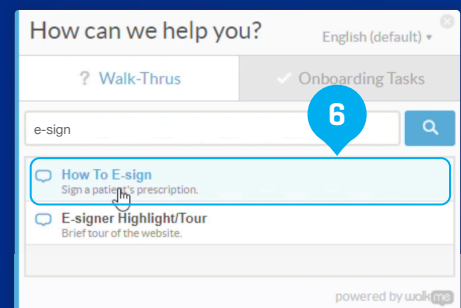 How can we help you?
English (default) ▾
? Walk-Thrus
✓ Onboarding Tasks
6
e-sign
How To E-sign
Sign a patient's prescription.
E-signer Highlight/Tour
Brief tour of the website.
powered by walkme